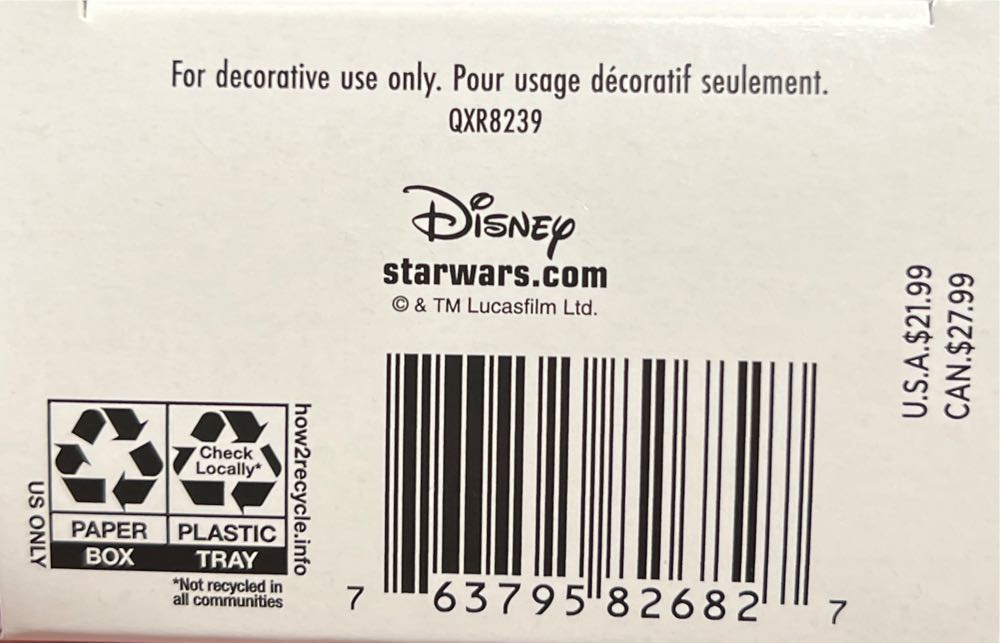 For decorative use only. Pour usage décoratif seulement.
QXR8239
Disney
starwars.com
© & TM Lucasfilm Ltd.
U.S.A.$21.99
CAN.$27.99
US ONLY
Check
Locally*
PAPER
PLASTIC
BOX
TRAY
*Not recycled in
all communities
how2recycle.info
7 63795 82682 7